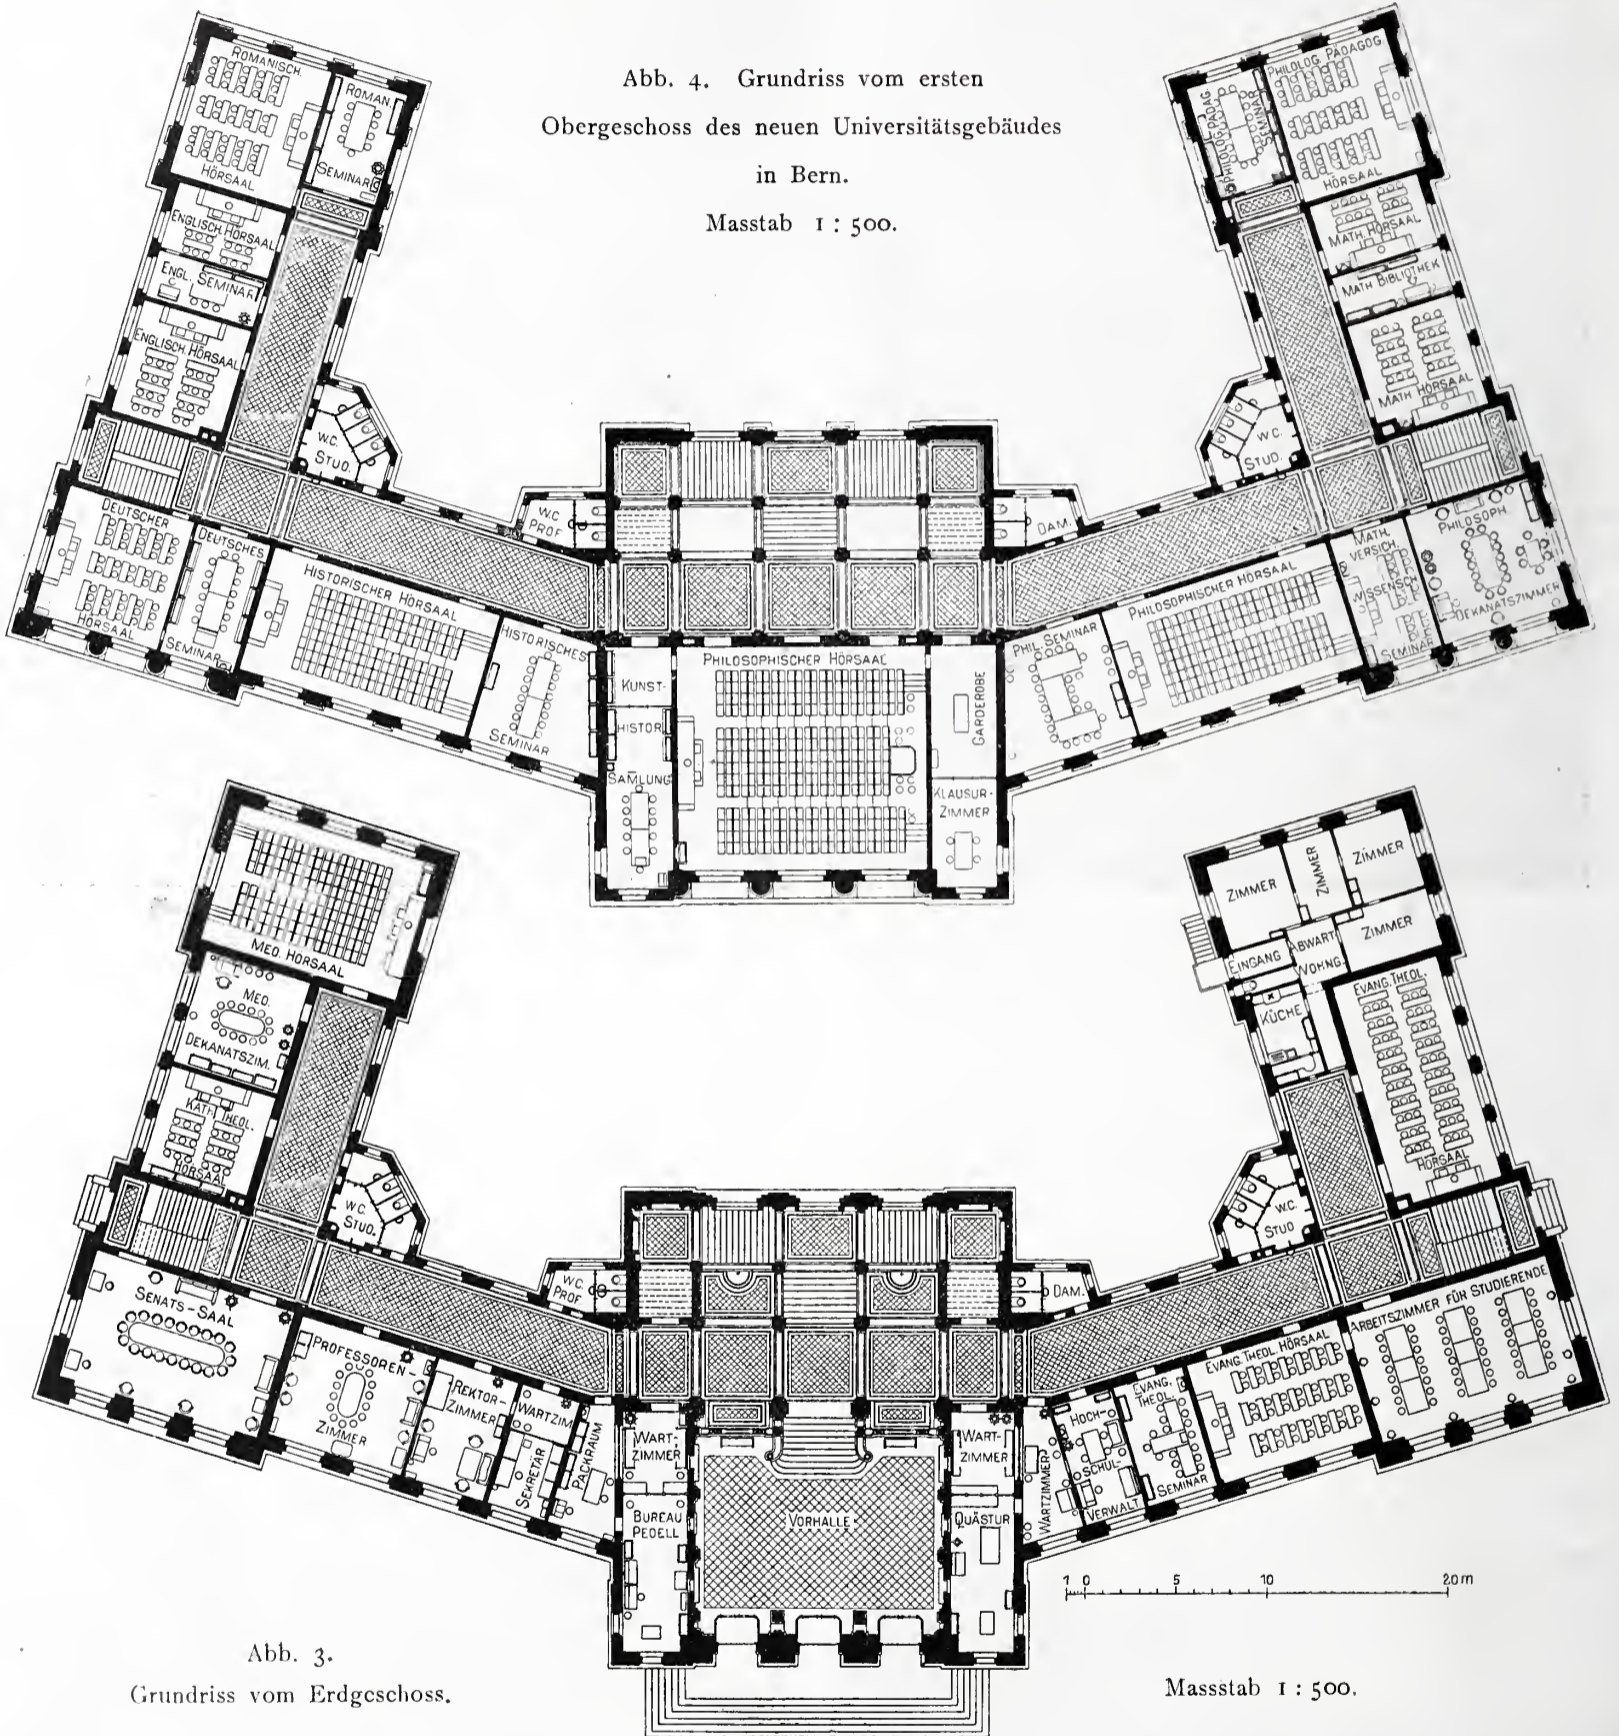 Abb. 4. Grundriss vom ersten
Obergeschoss des neuen Universitätsgebäudes
in Bern.
Masstab 1 : 500.
ROMANISCH.
HÖRSAAL
ROMAN.
SEMINAR
ENGLISCH. HÖRSAAL
ENGL. SEMINAR
ENGLISCH. HÖRSAAL
W.C.
STUD.
DEUTSCHER
HÖRSAAL
DEUTSCHES
SEMINAR
HISTORISCHER HÖRSAAL
HISTORISCHES
SEMINAR
W.C.
PROF
KUNST-
HISTOR
SAMLUNG
PHILOSOPHISCHER HÖRSAAL
GARDEROBE
KLAUSUR-
ZIMMER
DAM.
PHIL. SEMINAR
PHILOSOPHISCHER HÖRSAAL
MATH.
VERSICH.
WISSENSCH
SEMINAR
PHILOSOPH.
DEKANATSZIMMER
W.C.
STUD.
PHILOLOG. PÄDAG.
SEMINAR
PHILOLOG. PÄDAGOG.
HÖRSAAL
MATH. HÖRSAAL
MATH BIBLIOTHEK
MATH HÖRSAAL
MED. HÖRSAAL
MED.
DEKANATSZIM.
KATH. THEOL.
HÖRSAAL
W.C.
STUD.
SENATS-SAAL
PROFESSOREN-
ZIMMER
REKTOR-
ZIMMER
WARTZIM
SEKRETÄR
PACKRAUM
W.C.
PROF
WART-
ZIMMER
BUREAU
PEDELL
VORHALLE
WART-
ZIMMER
QUÄSTUR
DAM.
WARTZIMMER
HOCH-
SCHUL-
VERWALT
EVANG.
THEOL.
SEMINAR
EVANG. THEOL. HÖRSAAL
ARBEITSZIMMER FÜR STUDIERENDE
W.C.
STUD
ZIMMER
ZIMMER
ZIMMER
ZIMMER
EINGANG
ABWART
WOHNG.
KÜCHE
EVANG. THEOL.
HÖRSAAL
1 0 5 10 20 m
Abb. 3.
Grundriss vom Erdgeschoss.
Massstab 1 : 500.